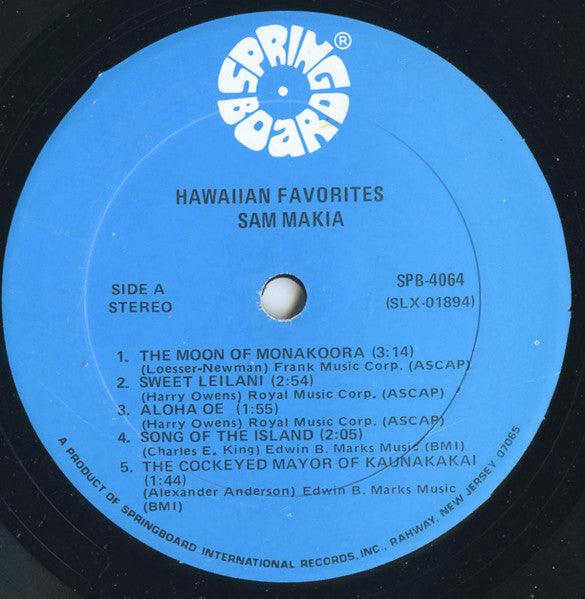 SPRINGBOARD®
HAWAIIAN FAVORITES
SAM MAKIA
SIDE A
STEREO
SPB-4064
(SLX-01894)
1. THE MOON OF MONAKOORA (3:14)
(Loesser-Newman) Frank Music Corp. (ASCAP)
2. SWEET LEILANI (2:54)
(Harry Owens) Royal Music Corp. (ASCAP)
3. ALOHA OE (1:55)
(Harry Owens) Royal Music Corp. (ASCAP)
4. SONG OF THE ISLAND (2:05)
(Charles E. King) Edwin B. Marks Music (BMI)
5. THE COCKEYED MAYOR OF KAUNAKAKAI
(1:44)
(Alexander Anderson) Edwin B. Marks Music
(BMI)
A PRODUCT OF SPRINGBOARD INTERNATIONAL RECORDS, INC., RAHWAY, NEW JERSEY 07065